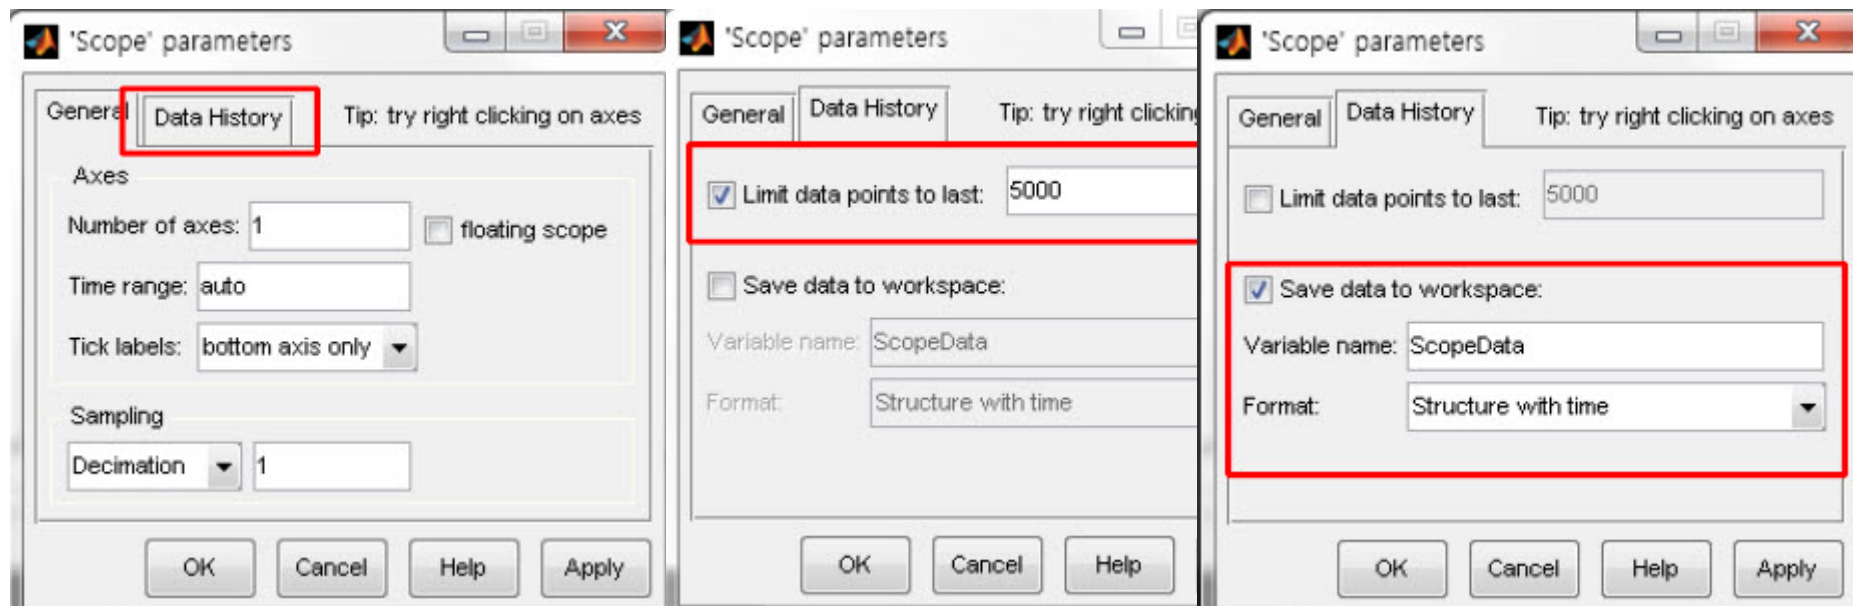 'Scope' parameters
General
Data History
Tip: try right clicking on axes
Axes
Number of axes: 1
floating scope
Time range: auto
Tick labels: bottom axis only
Sampling
Decimation 1
OK Cancel Help Apply
'Scope' parameters
General Data History Tip: try right clicking
Limit data points to last: 5000
Save data to workspace:
Variable name: ScopeData
Format: Structure with time
OK Cancel Help
'Scope' parameters
General Data History Tip: try right clicking on axes
Limit data points to last: 5000
Save data to workspace:
Variable name: ScopeData
Format: Structure with time
OK Cancel Help Apply